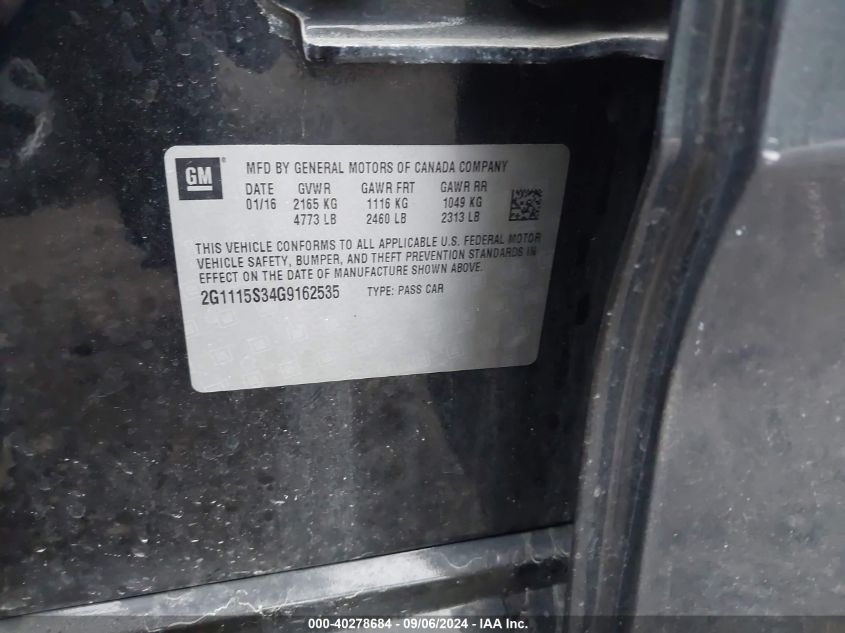 GM
MFD BY GENERAL MOTORS OF CANADA COMPANY
DATE GVWR GAWR FRT GAWR RR
01/16 2165 KG 1116 KG 1049 KG
4773 LB 2460 LB 2313 LB
THIS VEHICLE CONFORMS TO ALL APPLICABLE U.S. FEDERAL MOTOR
VEHICLE SAFETY, BUMPER, AND THEFT PREVENTION STANDARDS IN
EFFECT ON THE DATE OF MANUFACTURE SHOWN ABOVE.
2G1115S34G9162535 TYPE: PASS CAR
000-40278684 - 09/06/2024 - IAA Inc.